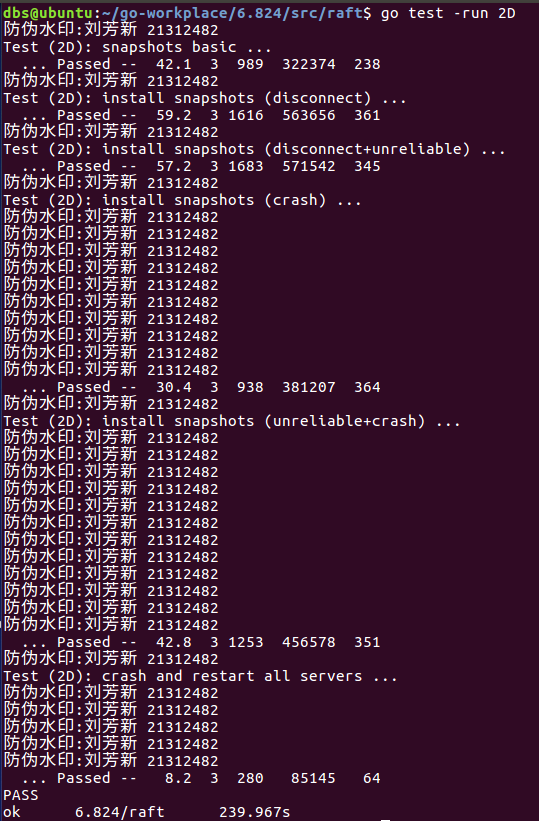 dbs@ubuntu:~/go-workplace/6.824/src/raft$ go test -run 2D
防伪水印:刘芳新 21312482
Test (2D): snapshots basic ...
  ... Passed --  42.1  3  989  322374  238
防伪水印:刘芳新 21312482
Test (2D): install snapshots (disconnect) ...
  ... Passed --  59.2  3 1616  563656  361
防伪水印:刘芳新 21312482
Test (2D): install snapshots (disconnect+unreliable) ...
  ... Passed --  57.2  3 1683  571542  345
防伪水印:刘芳新 21312482
Test (2D): install snapshots (crash) ...
防伪水印:刘芳新 21312482
防伪水印:刘芳新 21312482
防伪水印:刘芳新 21312482
防伪水印:刘芳新 21312482
防伪水印:刘芳新 21312482
防伪水印:刘芳新 21312482
防伪水印:刘芳新 21312482
防伪水印:刘芳新 21312482
防伪水印:刘芳新 21312482
防伪水印:刘芳新 21312482
  ... Passed --  30.4  3  938  381207  364
防伪水印:刘芳新 21312482
Test (2D): install snapshots (unreliable+crash) ...
防伪水印:刘芳新 21312482
防伪水印:刘芳新 21312482
防伪水印:刘芳新 21312482
防伪水印:刘芳新 21312482
防伪水印:刘芳新 21312482
防伪水印:刘芳新 21312482
防伪水印:刘芳新 21312482
防伪水印:刘芳新 21312482
防伪水印:刘芳新 21312482
防伪水印:刘芳新 21312482
防伪水印:刘芳新 21312482
防伪水印:刘芳新 21312482
  ... Passed --  42.8  3 1253  456578  351
防伪水印:刘芳新 21312482
Test (2D): crash and restart all servers ...
防伪水印:刘芳新 21312482
防伪水印:刘芳新 21312482
防伪水印:刘芳新 21312482
防伪水印:刘芳新 21312482
防伪水印:刘芳新 21312482
  ... Passed --   8.2  3  280   85145   64
PASS
ok      6.824/raft      239.967s